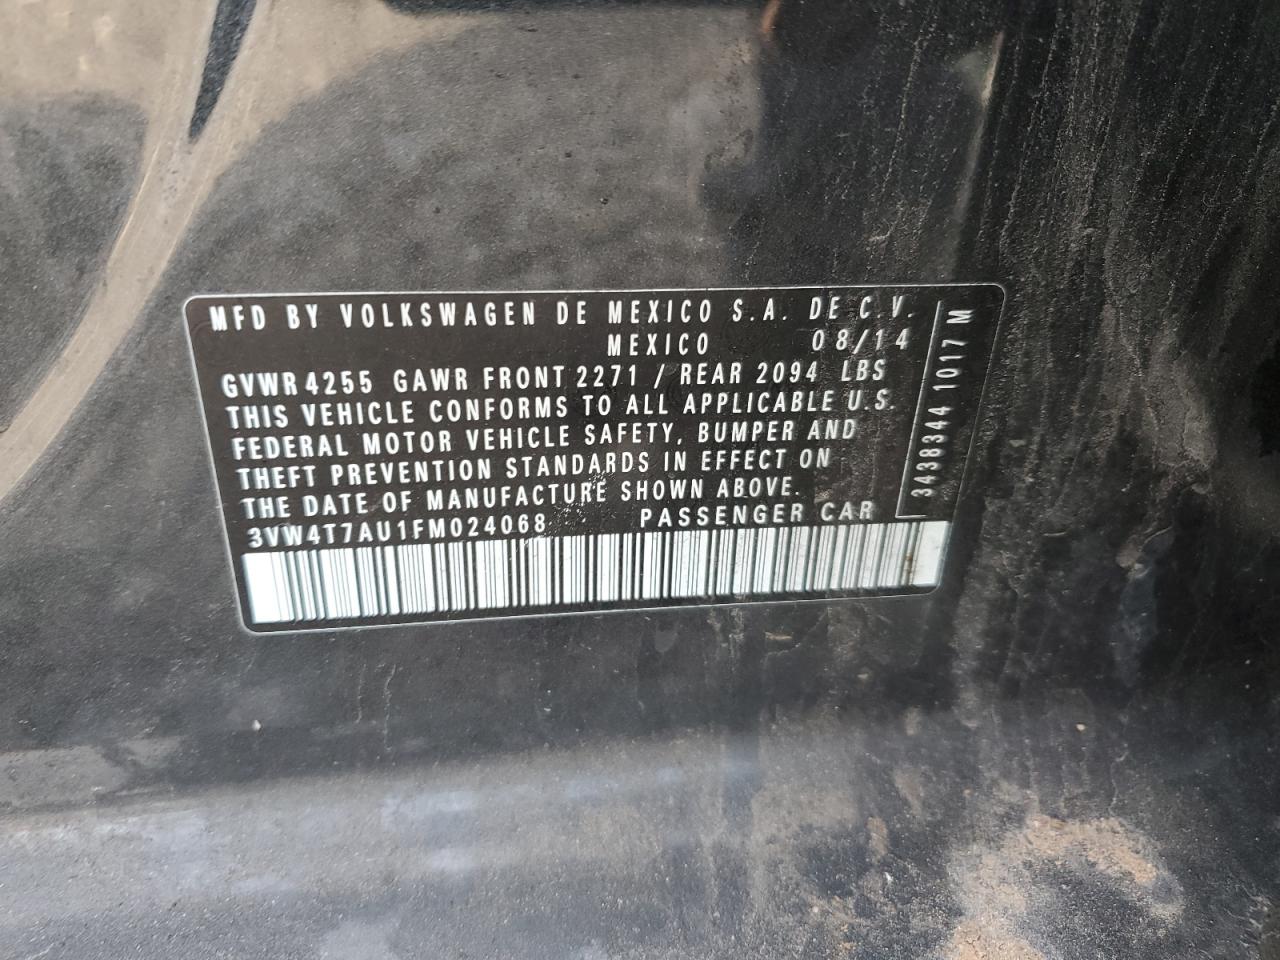 MFD BY VOLKSWAGEN DE MEXICO S.A. DE C.V.
MEXICO 08/14
GVWR 4255 GAWR FRONT 2271 / REAR 2094 LBS
THIS VEHICLE CONFORMS TO ALL APPLICABLE U.S.
FEDERAL MOTOR VEHICLE SAFETY, BUMPER AND
THEFT PREVENTION STANDARDS IN EFFECT ON
THE DATE OF MANUFACTURE SHOWN ABOVE.
3VW4T7AU1FM024068 PASSENGER CAR
3438344 1017 M